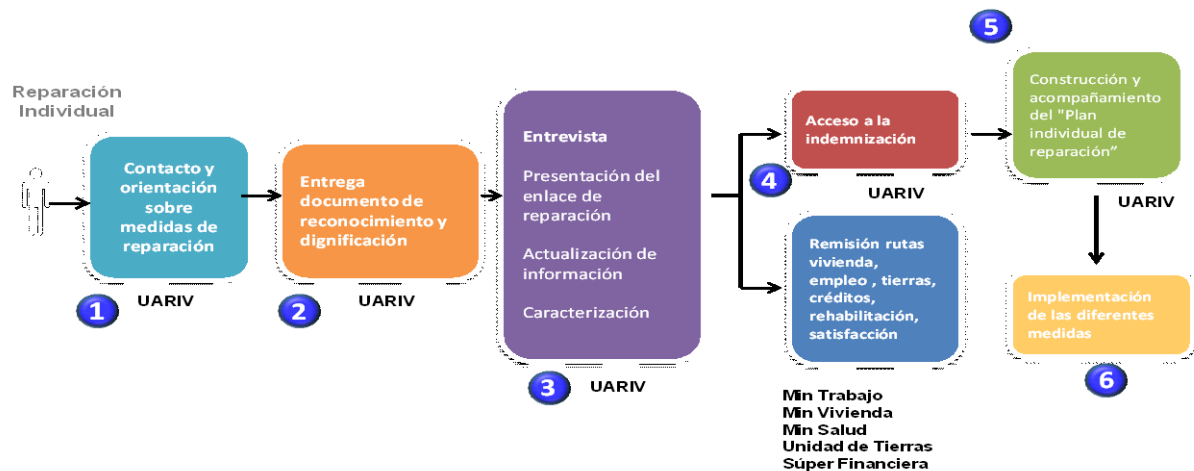 Reparación
Individual
Contacto y
orientación
sobre
medidas de
reparación
UARIV
1
Entrega
documento de
reconocimiento y
dignificación
UARIV
2
Entrevista
Presentación del
enlace de
reparación
Actualización de
información
Caracterización
UARIV
3
4
Acceso a la
indemnización
UARIV
Remisión rutas
vivienda,
empleo , tierras,
créditos,
rehabilitación,
satisfacción
Min Trabajo
Min Vivienda
Min Salud
Unidad de Tierras
Súper Financiera
5
Construcción y
acompañamiento
del "Plan
individual de
reparación”
UARIV
Implementación
de las diferentes
medidas
6